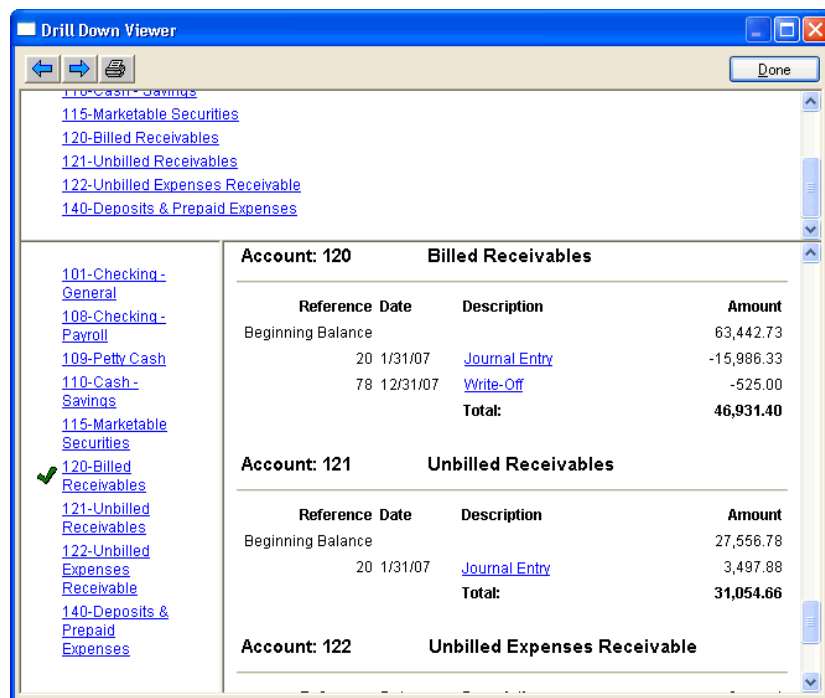 Drill Down Viewer
Done
110-Cash - Savings
115-Marketable Securities
120-Billed Receivables
121-Unbilled Receivables
122-Unbilled Expenses Receivable
140-Deposits & Prepaid Expenses
101-Checking -
General
108-Checking -
Payroll
109-Petty Cash
110-Cash -
Savings
115-Marketable
Securities
120-Billed
Receivables
121-Unbilled
Receivables
122-Unbilled
Expenses
Receivable
140-Deposits &
Prepaid
Expenses
Account: 120 Billed Receivables
Reference Date Description Amount
Beginning Balance 63,442.73
20 1/31/07 Journal Entry -15,986.33
78 12/31/07 Write-Off -525.00
Total: 46,931.40
Account: 121 Unbilled Receivables
Reference Date Description Amount
Beginning Balance 27,556.78
20 1/31/07 Journal Entry 3,497.88
Total: 31,054.66
Account: 122 Unbilled Expenses Receivable